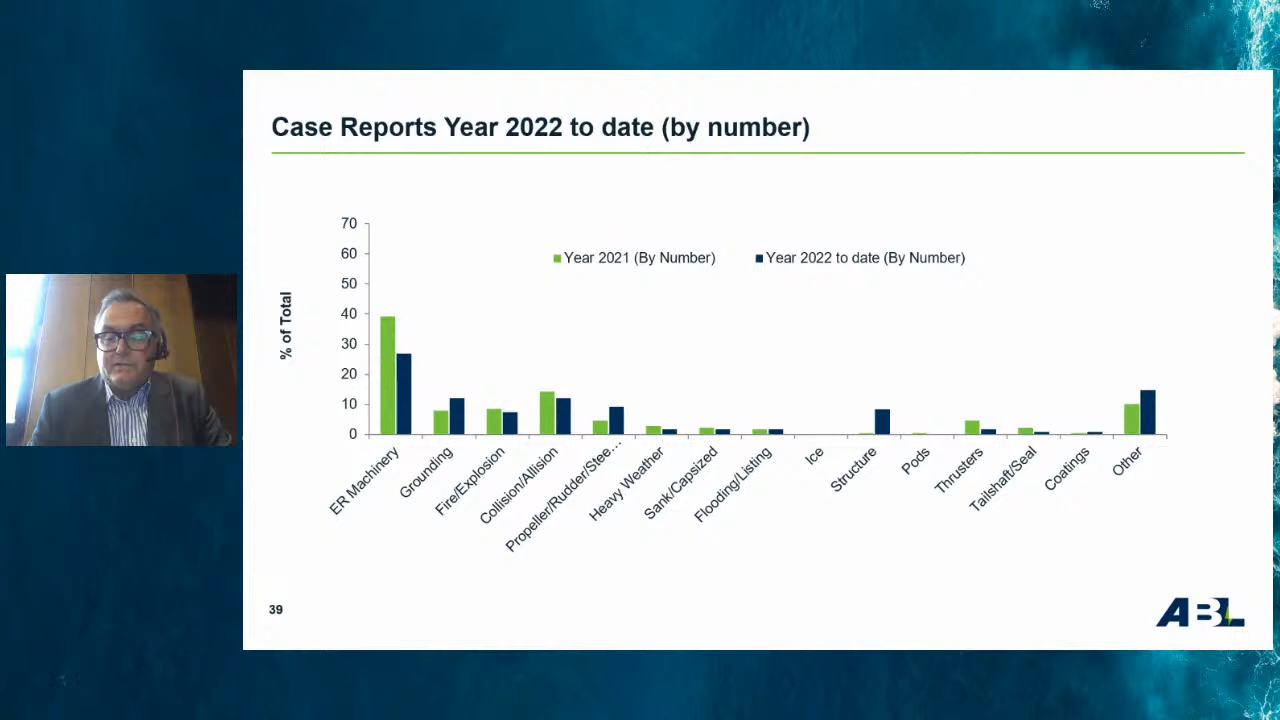 Case Reports Year 2022 to date (by number)
70
60
50
40
30
20
10
0
% of Total
Year 2021 (By Number)
Year 2022 to date (By Number)
ER Machinery
Grounding
Fire/Explosion
Collision/Allision
Propeller/Rudder/Stee...
Heavy Weather
Sank/Capsized
Flooding/Listing
Ice
Structure
Pods
Thrusters
Tailshaft/Seal
Coatings
Other
39
ABL